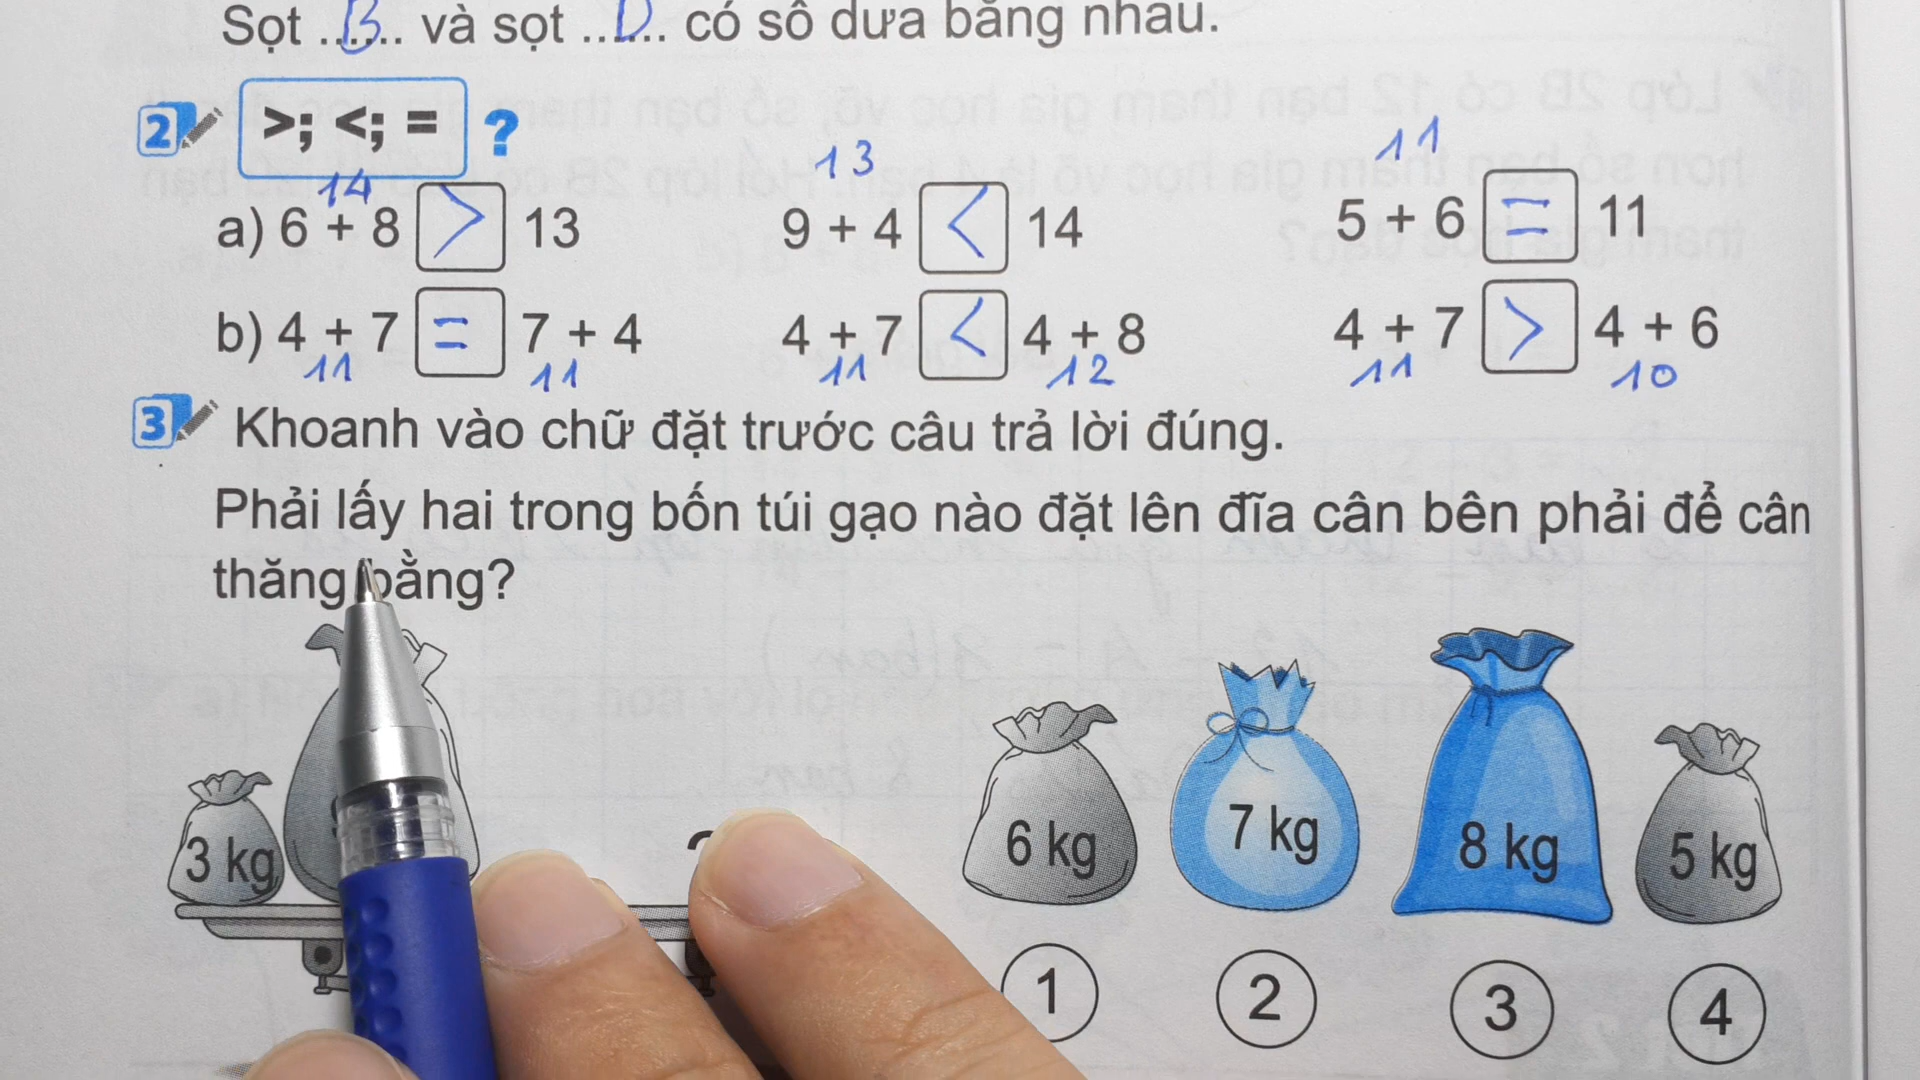 Sọt ..B.. và sọt ..D.. có số dưa bằng nhau.
2 >; <; = ?
14 13 11
a) 6 + 8 > 13 9 + 4 < 14 5 + 6 = 11
b) 4 + 7 = 7 + 4 4 + 7 < 4 + 8 4 + 7 > 4 + 6
11 11 11 12 11 10
3 Khoanh vào chữ đặt trước câu trả lời đúng.
Phải lấy hai trong bốn túi gạo nào đặt lên đĩa cân bên phải để cân
thăng bằng?
3 kg 6 kg 7 kg 8 kg 5 kg
1 2 3 4